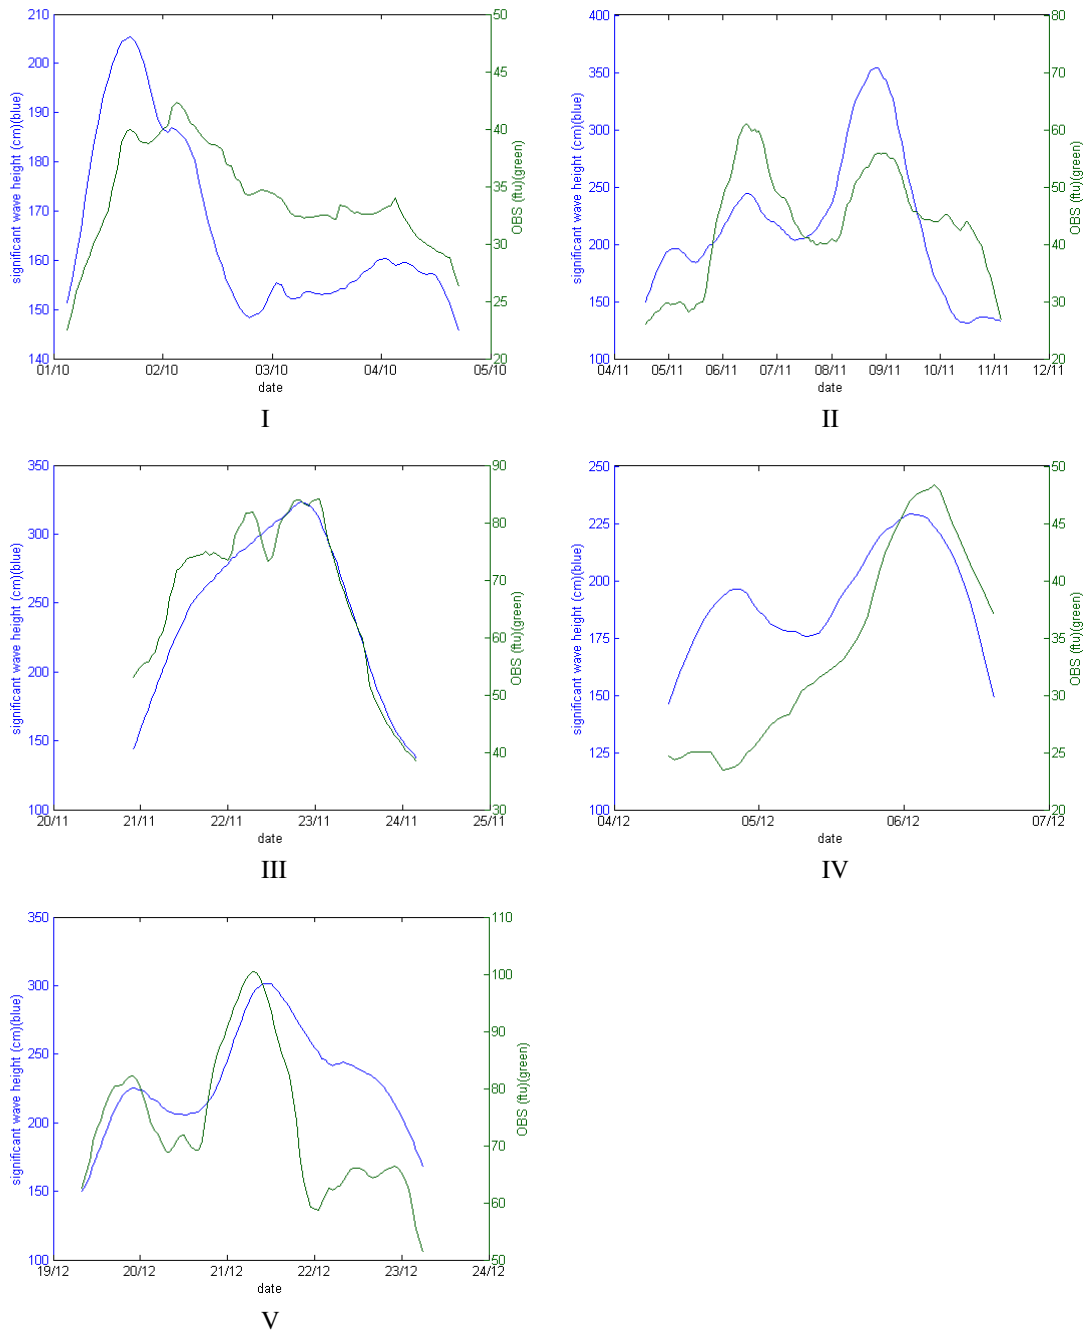 210
200
190
180
170
160
150
140
significant wave height (cm)(blue)
50
45
40
35
30
25
20
OBS (ftu)(green)
01/10 02/10 03/10 04/10 05/10
date
I
400
350
300
250
200
150
100
significant wave height (cm)(blue)
80
70
60
50
40
30
20
OBS (ftu)(green)
04/11 05/11 06/11 07/11 08/11 09/11 10/11 11/11 12/11
date
II
350
300
250
200
150
100
significant wave height (cm)(blue)
90
80
70
60
50
40
30
OBS (ftu)(green)
20/11 21/11 22/11 23/11 24/11 25/11
date
III
250
225
200
175
150
125
100
significant wave height (cm)(blue)
50
45
40
35
30
25
20
OBS (ftu)(green)
04/12 05/12 06/12 07/12
date
IV
350
300
250
200
150
100
significant wave height (cm)(blue)
110
100
90
80
70
60
50
OBS (ftu)(green)
19/12 20/12 21/12 22/12 23/12 24/12
date
V